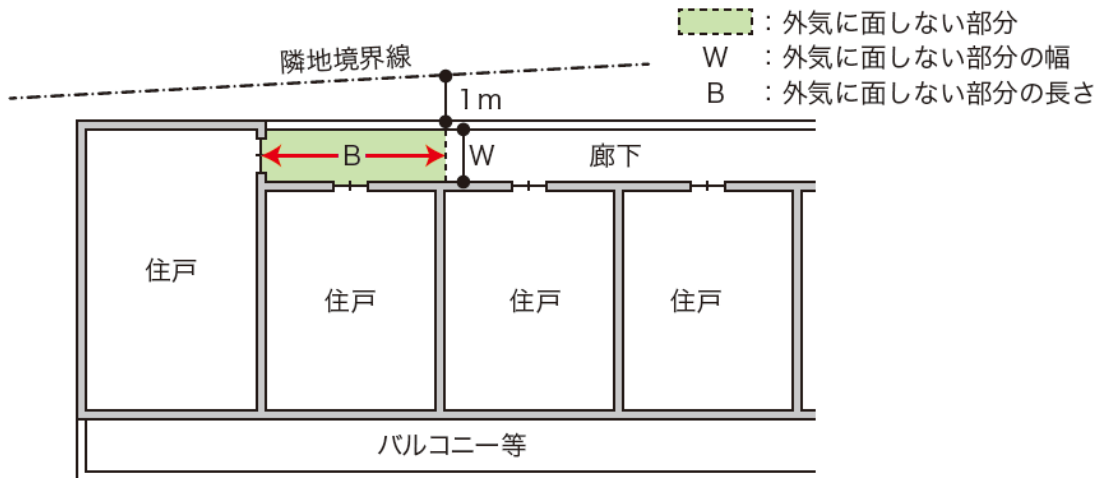 ：外気に面しない部分
W ：外気に面しない部分の幅
B ：外気に面しない部分の長さ
隣地境界線
1m
B
W
廊下
住戸
住戸
住戸
住戸
バルコニー等